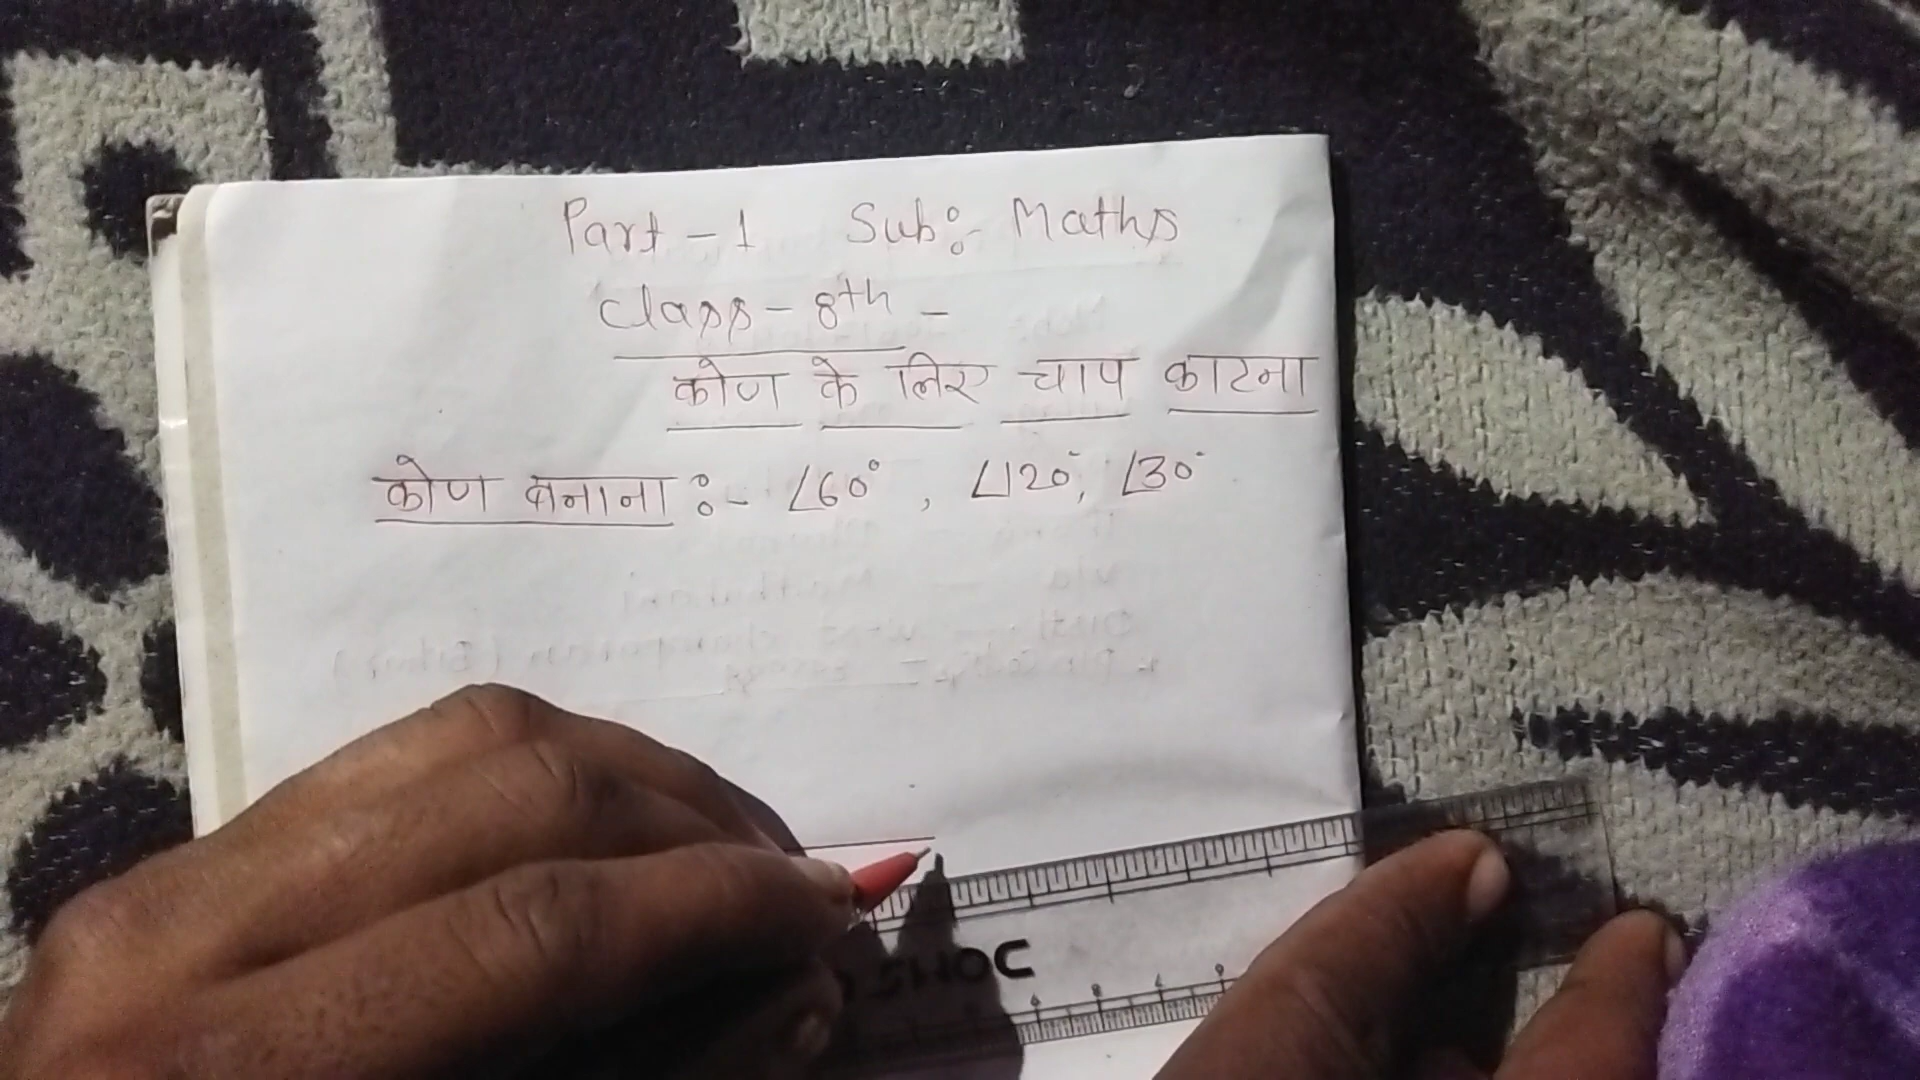 Part - 1 Sub:- Maths
Class - 8th -
कोण के लिए चाप काटना
कोण बनाना :- ∠60°, ∠120°, ∠30°